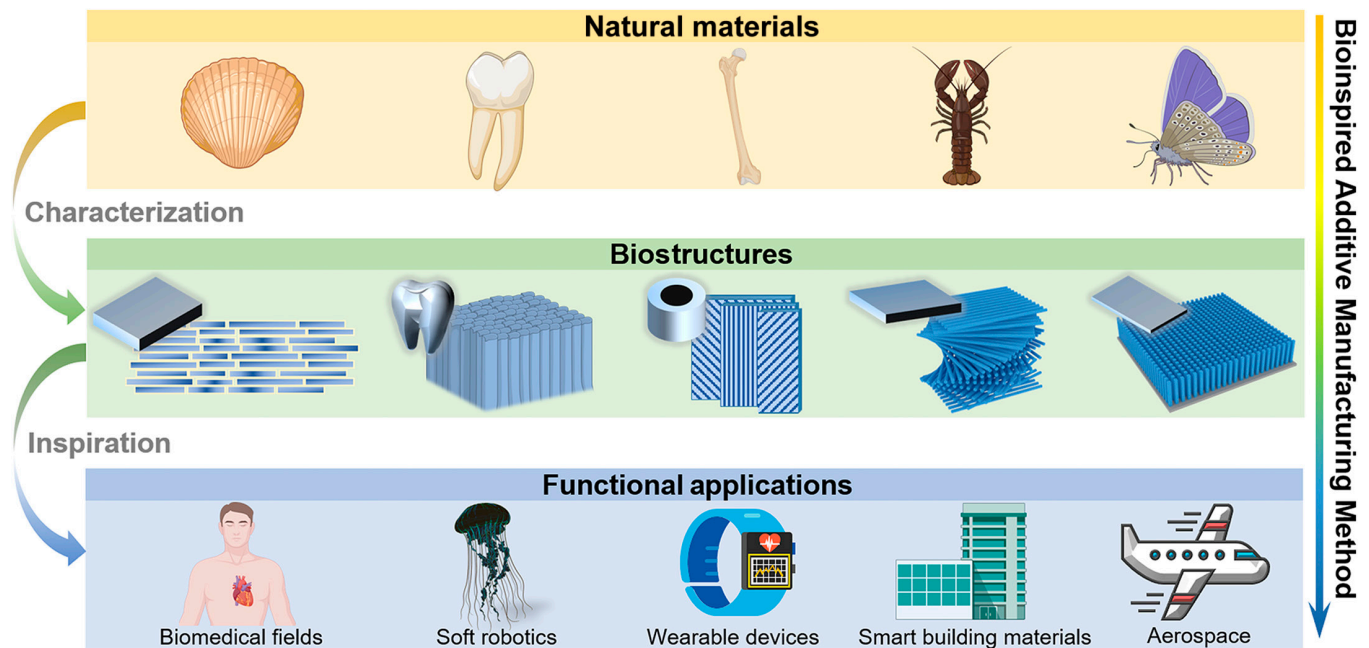 Natural materials
Characterization
Biostructures
Inspiration
Functional applications
Biomedical fields
Soft robotics
Wearable devices
Smart building materials
Aerospace
Bioinspired Additive Manufacturing Method